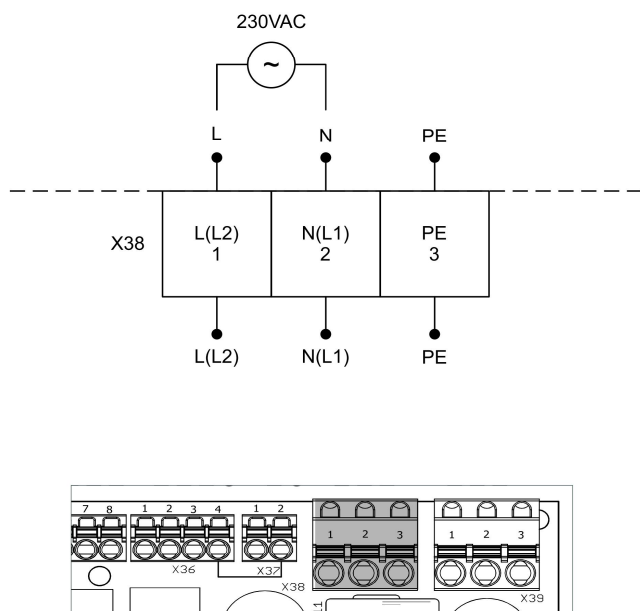 230VAC
~
L N PE
X38 L(L2) N(L1) PE
1 2 3
L(L2) N(L1) PE
7 8 1 2 3 4 1 2
1 2 3 1 2 3
X36 X37
X38
X39